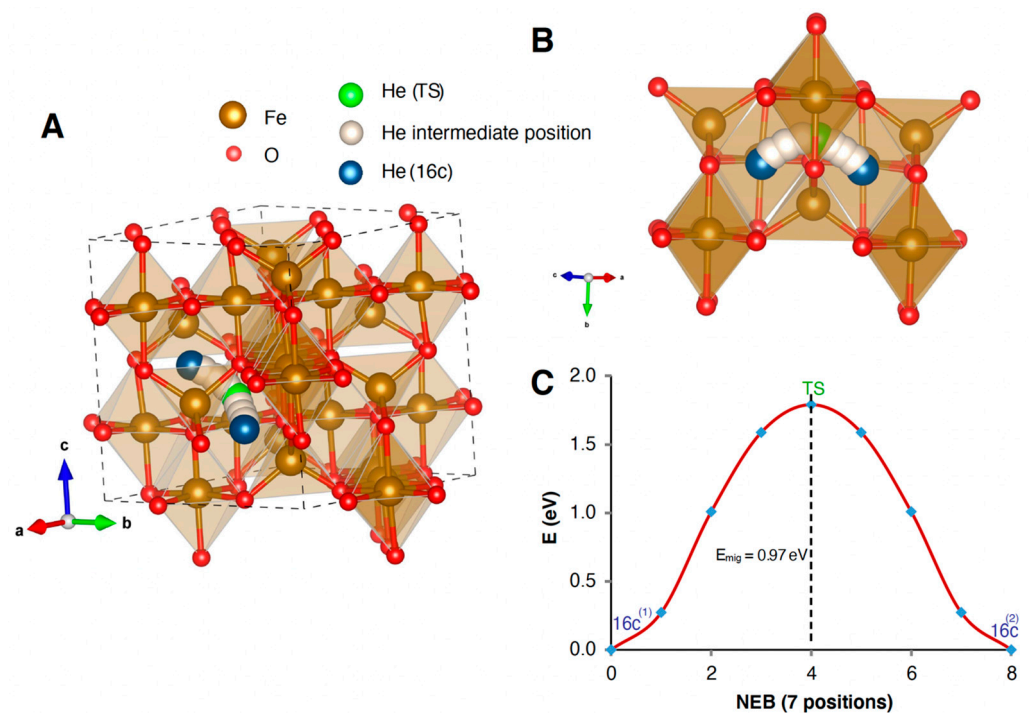 A
Fe
O
He (TS)
He intermediate position
He (16c)
c
a
b
B
c
a
b
C
TS
2.0
1.5
1.0
0.5
0.0
E (eV)
Emig = 0.97 eV
16c(1)
16c(2)
0
2
4
6
8
NEB (7 positions)